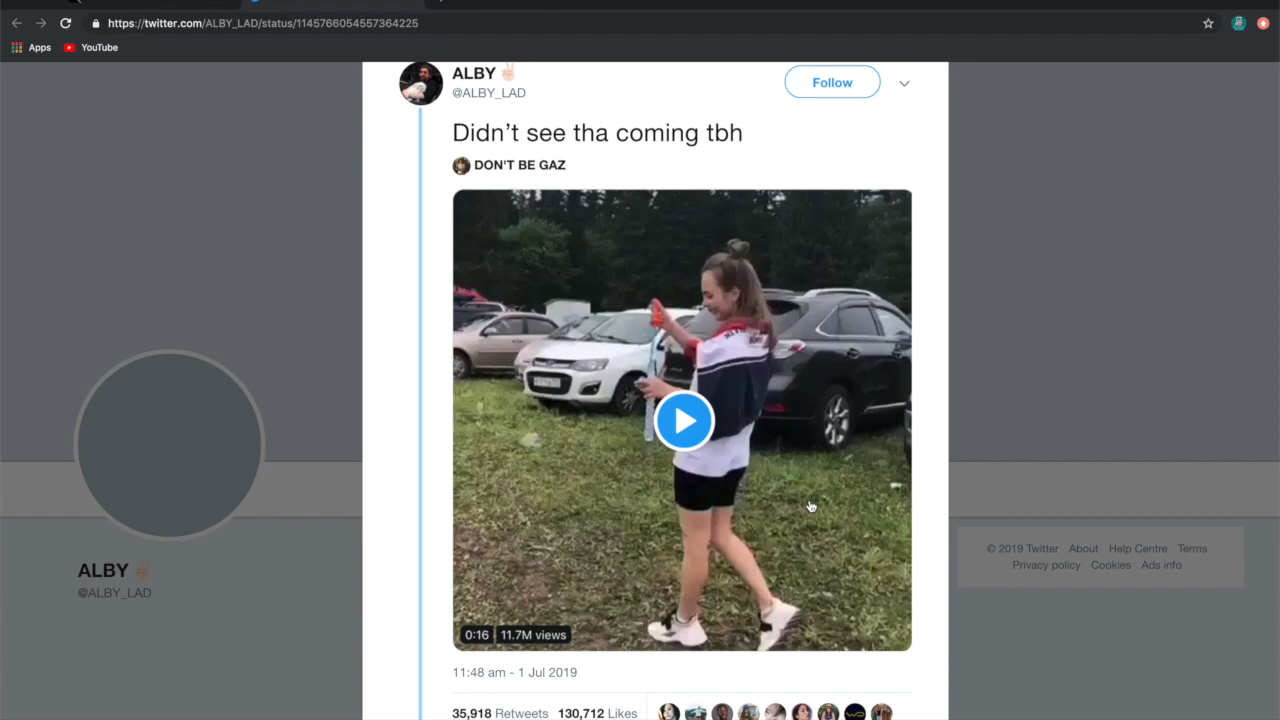 https://twitter.com/ALBY_LAD/status/1145766054557364225
Apps YouTube
ALBY
@ALBY_LAD
Follow
Didn’t see tha coming tbh
DON'T BE GAZ
0:16 11.7M views
11:48 am - 1 Jul 2019
35,918 Retweets 130,712 Likes
ALBY
@ALBY_LAD
© 2019 Twitter About Help Centre Terms
Privacy policy Cookies Ads info